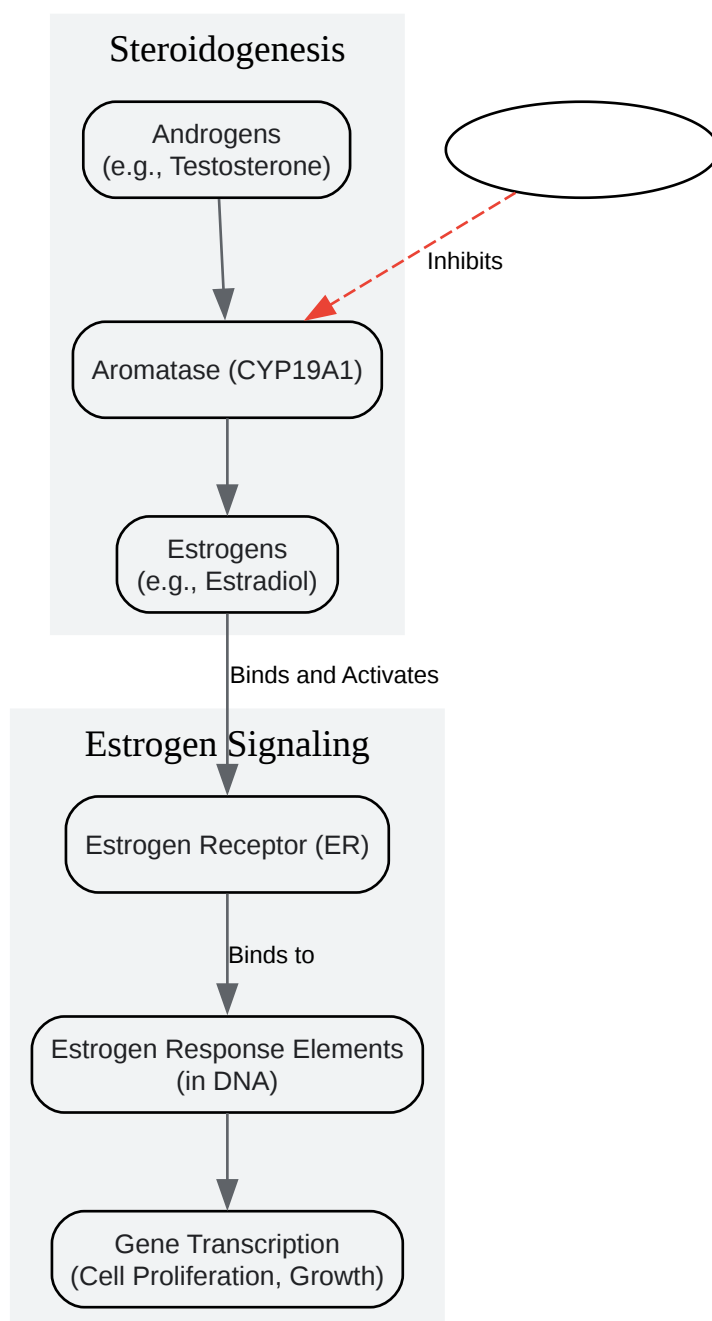 Steroidogenesis
Androgens
(e.g., Testosterone)
Inhibits
Aromatase (CYP19A1)
Estrogens
(e.g., Estradiol)
Binds and Activates
Estrogen Signaling
Estrogen Receptor (ER)
Binds to
Estrogen Response Elements
(in DNA)
Gene Transcription
(Cell Proliferation, Growth)